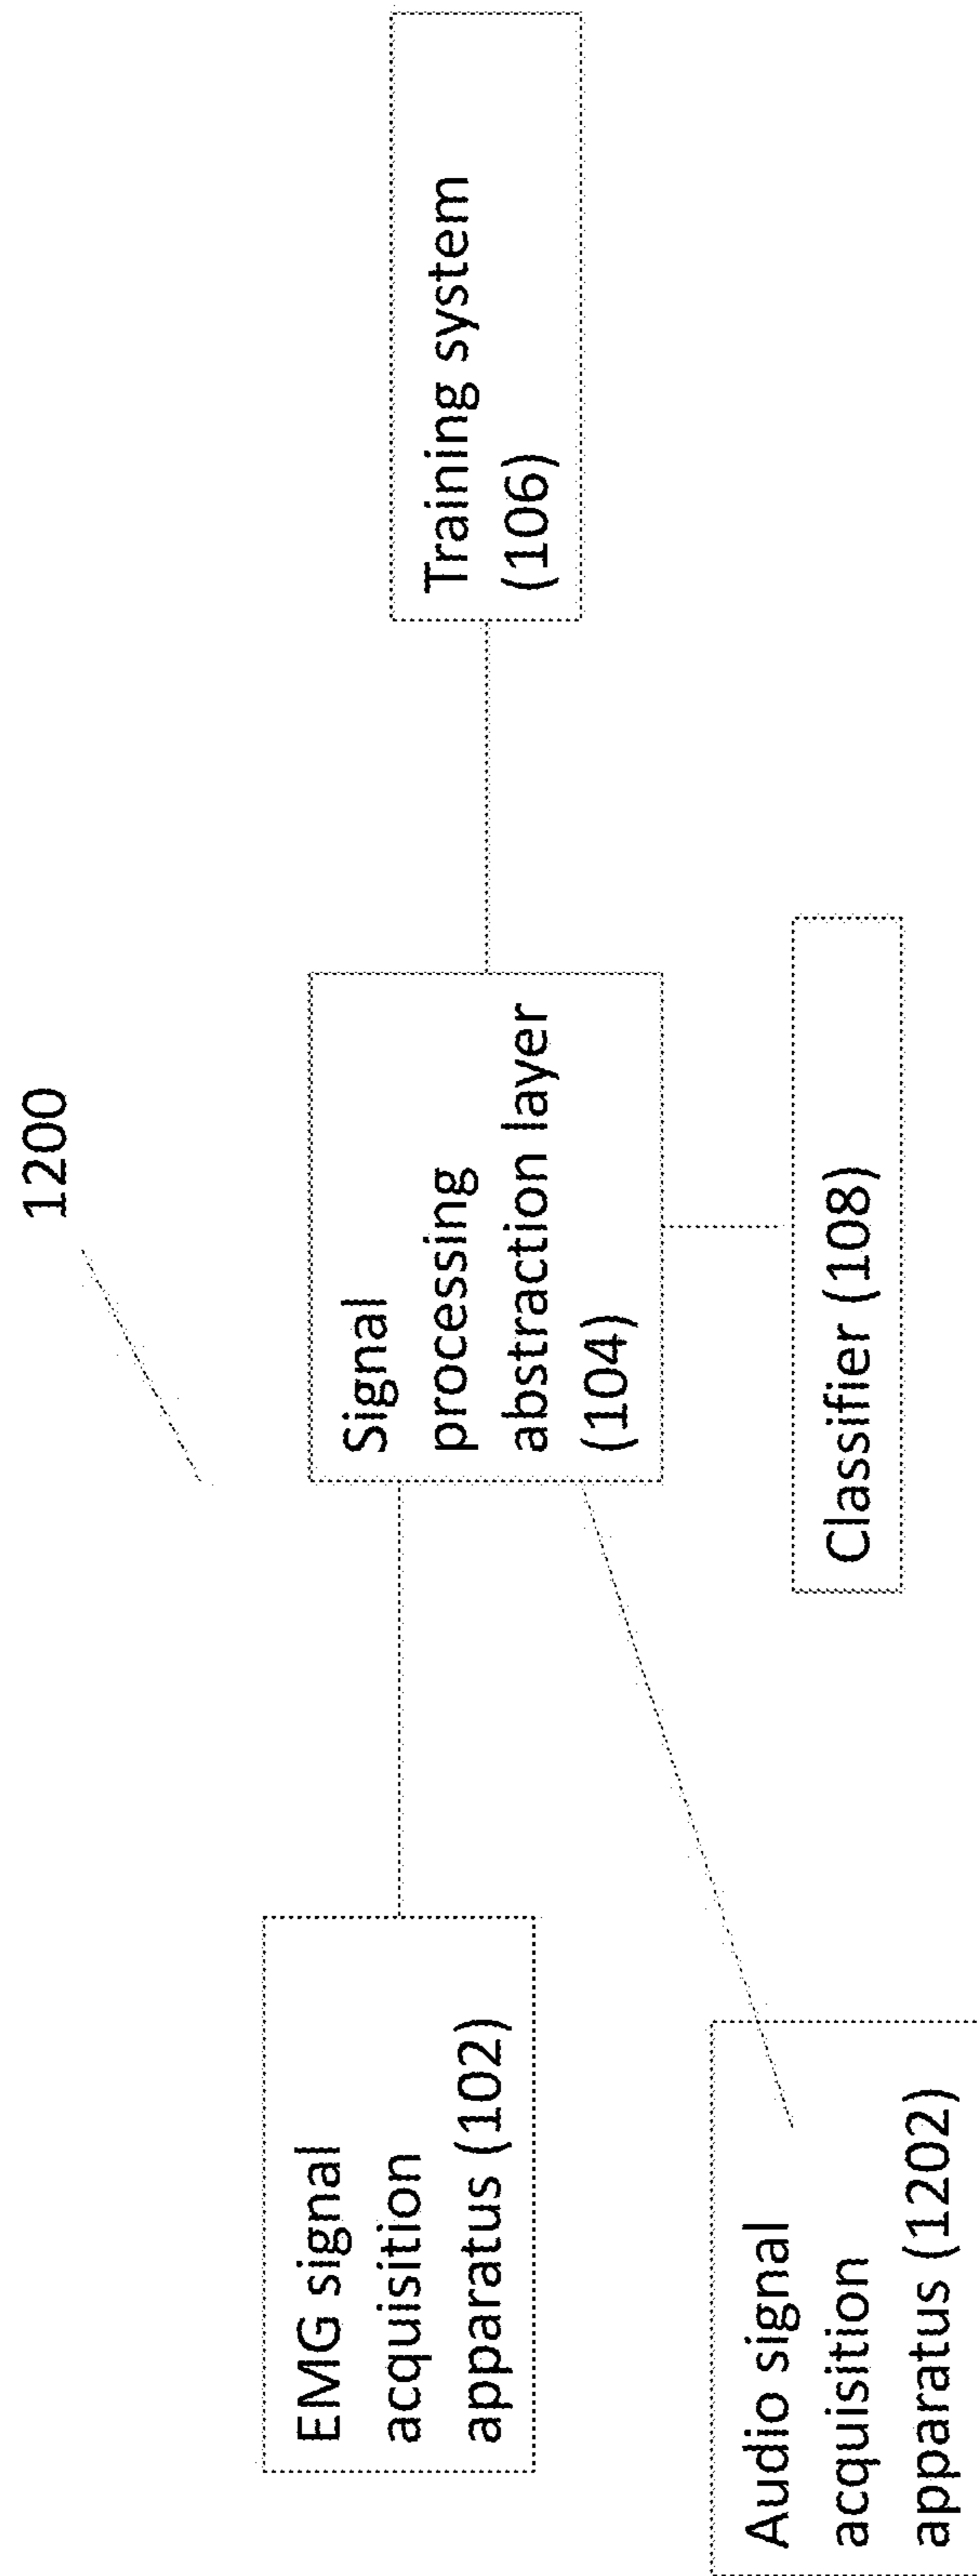 1200
EMG signal
acquisition
apparatus (102)
Signal
processing
abstraction layer
(104)
Training system
(106)
Audio signal
acquisition
apparatus (1202)
Classifier (108)